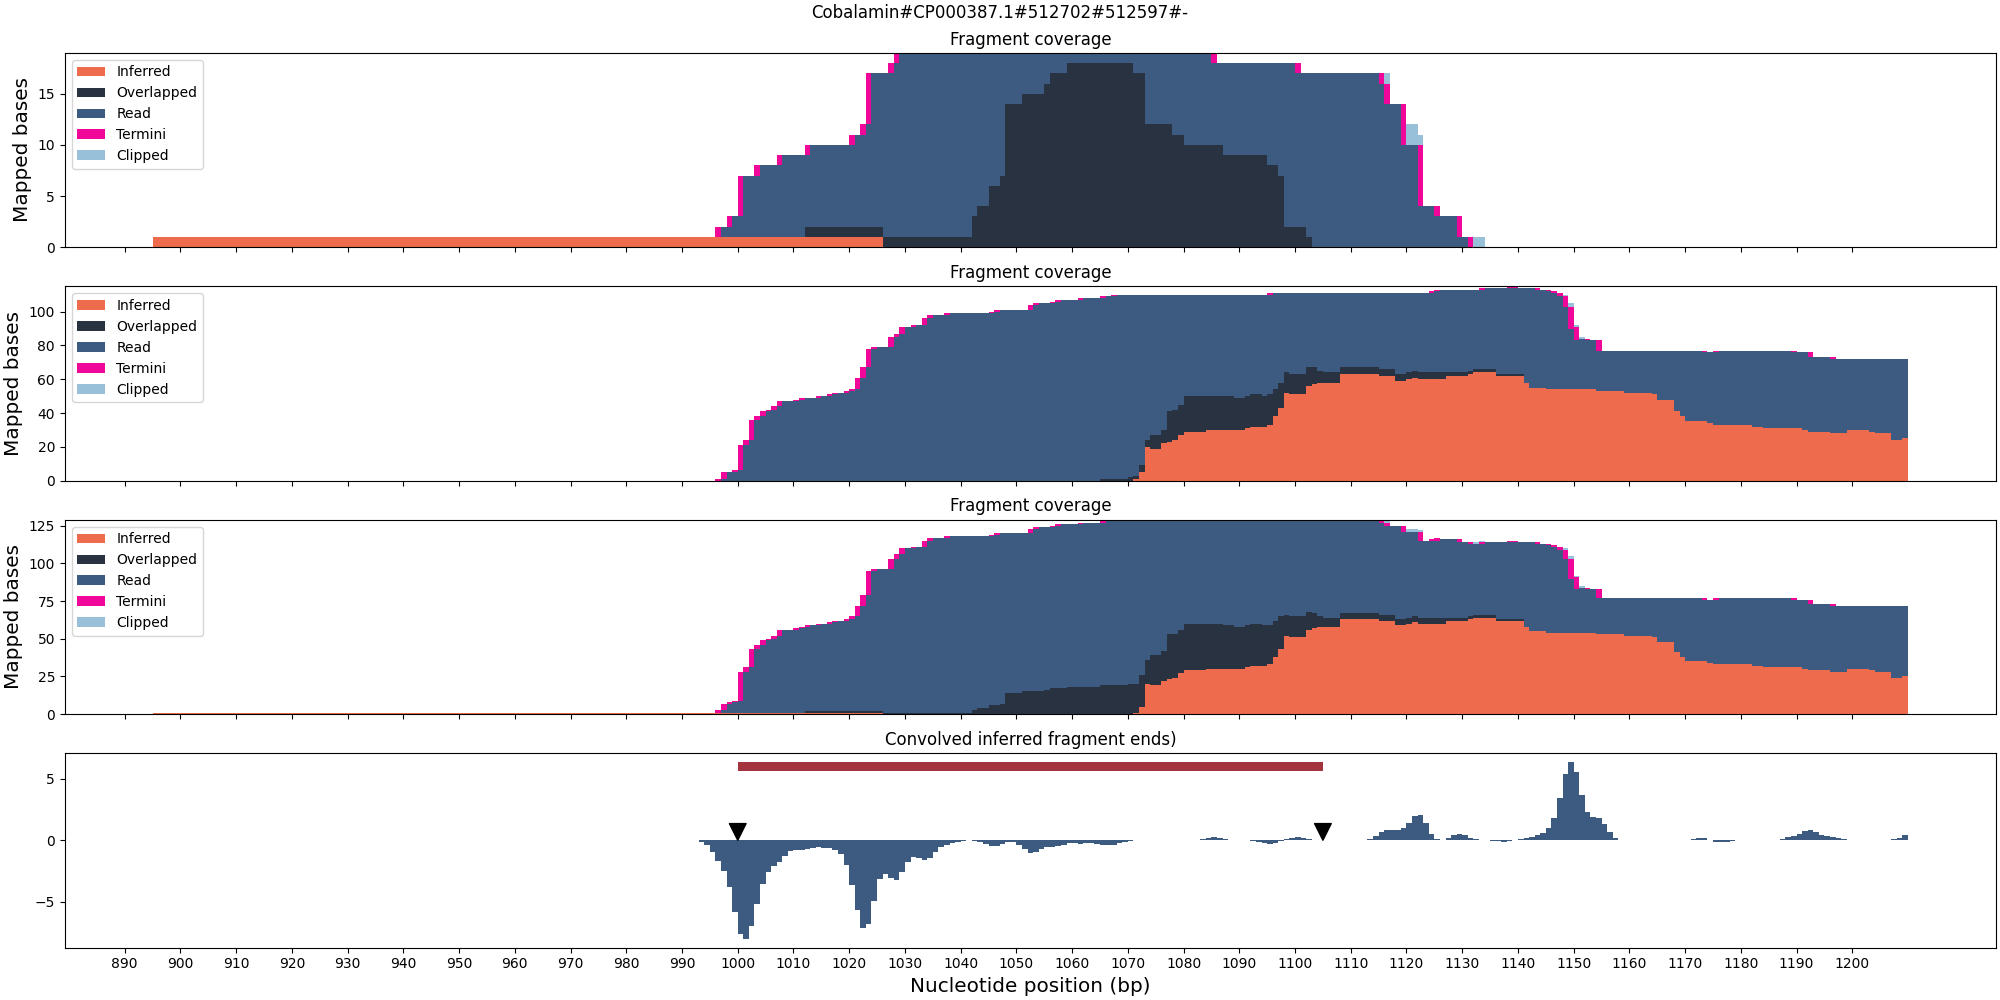 Cobalamin#CP000387.1#512702#512597#-
Fragment coverage
Mapped bases
15
10
5
0
Inferred
Overlapped
Read
Termini
Clipped
Fragment coverage
Mapped bases
100
80
60
40
20
0
Inferred
Overlapped
Read
Termini
Clipped
Fragment coverage
Mapped bases
125
100
75
50
25
0
Inferred
Overlapped
Read
Termini
Clipped
Convolved inferred fragment ends)
5
0
−5
890 900 910 920 930 940 950 960 970 980 990 1000 1010 1020 1030 1040 1050 1060 1070 1080 1090 1100 1110 1120 1130 1140 1150 1160 1170 1180 1190 1200
Nucleotide position (bp)